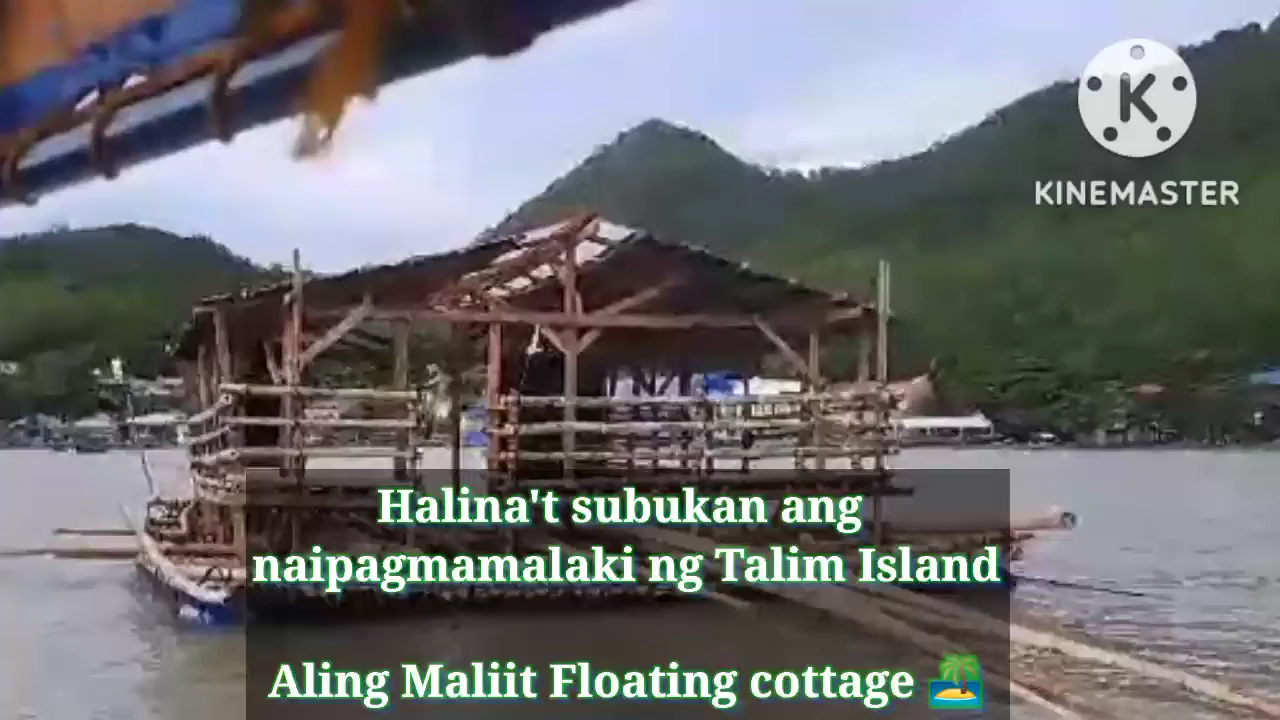 K
KINEMASTER
Halina't subukan ang
naipagmamalaki ng Talim Island
Aling Maliit Floating cottage 🏝️